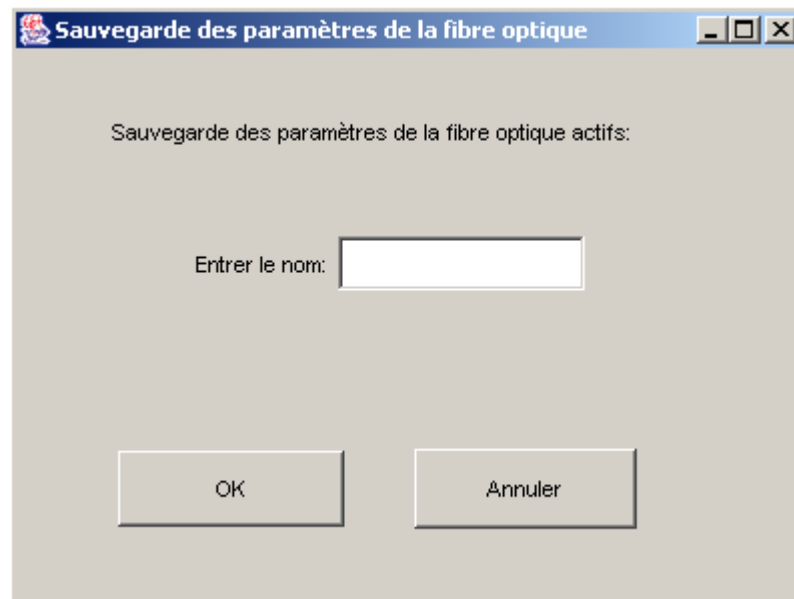 Sauvegarde des paramètres de la fibre optique
Sauvegarde des paramètres de la fibre optique actifs:
Entrer le nom:
OK
Annuler